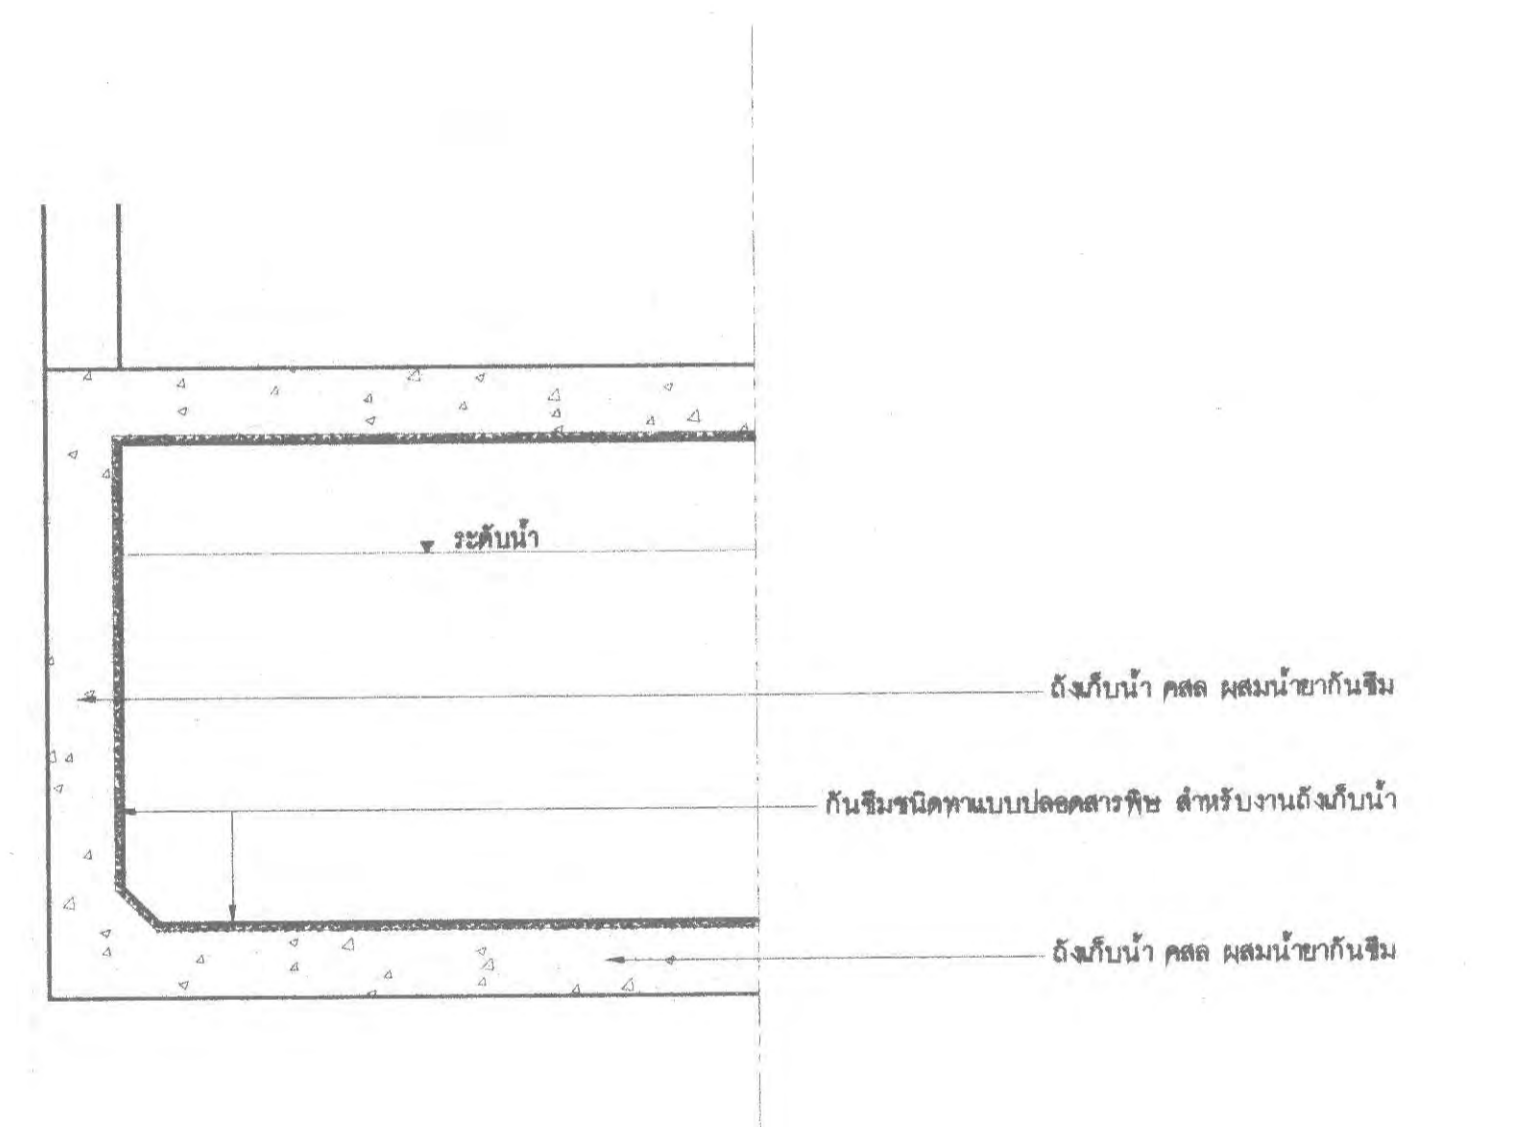 ระดับน้ำ
ถังเก็บน้ำ คสล ผสมน้ำยากันซึม
กันซึมชนิดทาแบบปลอดสารพิษ สำหรับงานถังเก็บน้ำ
ถังเก็บน้ำ คสล ผสมน้ำยากันซึม